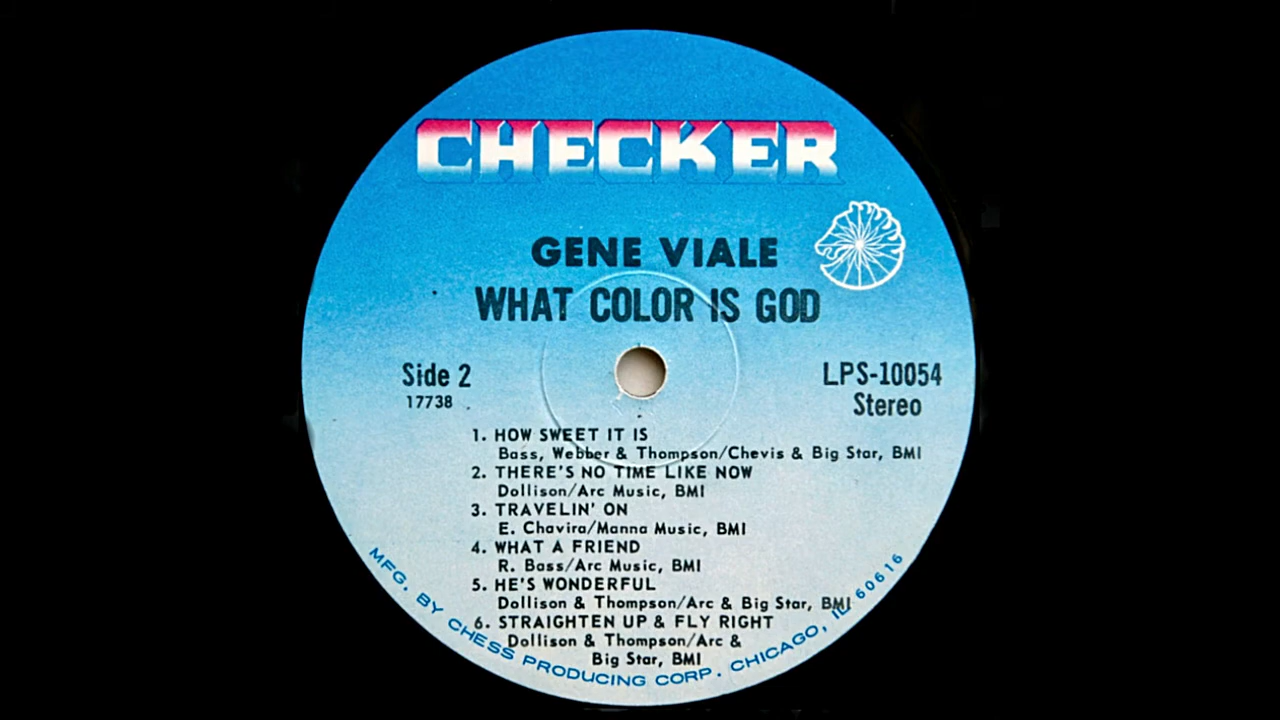 CHECKER
GENE VIALE
WHAT COLOR IS GOD
Side 2
17738
LPS-10054
Stereo
1. HOW SWEET IT IS
Bass, Webber & Thompson/Chevis & Big Star, BMI
2. THERE'S NO TIME LIKE NOW
Dollison/Arc Music, BMI
3. TRAVELIN' ON
E. Chavira/Manna Music, BMI
4. WHAT A FRIEND
R. Bass/Arc Music, BMI
5. HE'S WONDERFUL
Dollison & Thompson/Arc & Big Star, BMI
6. STRAIGHTEN UP & FLY RIGHT
Dollison & Thompson/Arc &
Big Star, BMI
MFG. BY CHESS PRODUCING CORP. CHICAGO, IL 60616